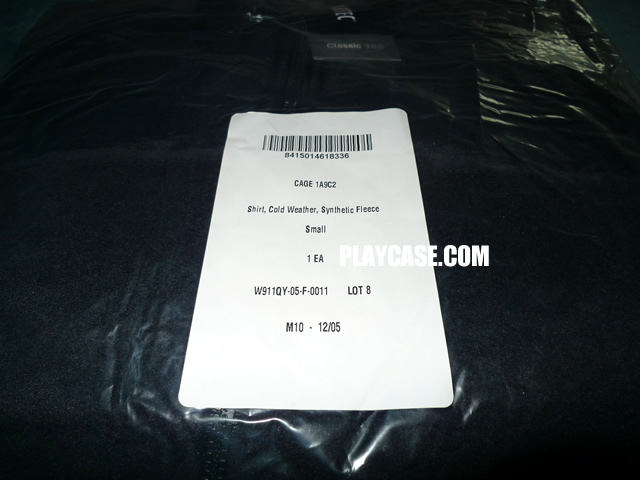 Classic
8415014618336
CAGE 1A9C2
Shirt, Cold Weather, Synthetic Fleece
Small
1 EA
PLAYCASE.COM
W911QY-05-F-0011 LOT 8
M10 - 12/05